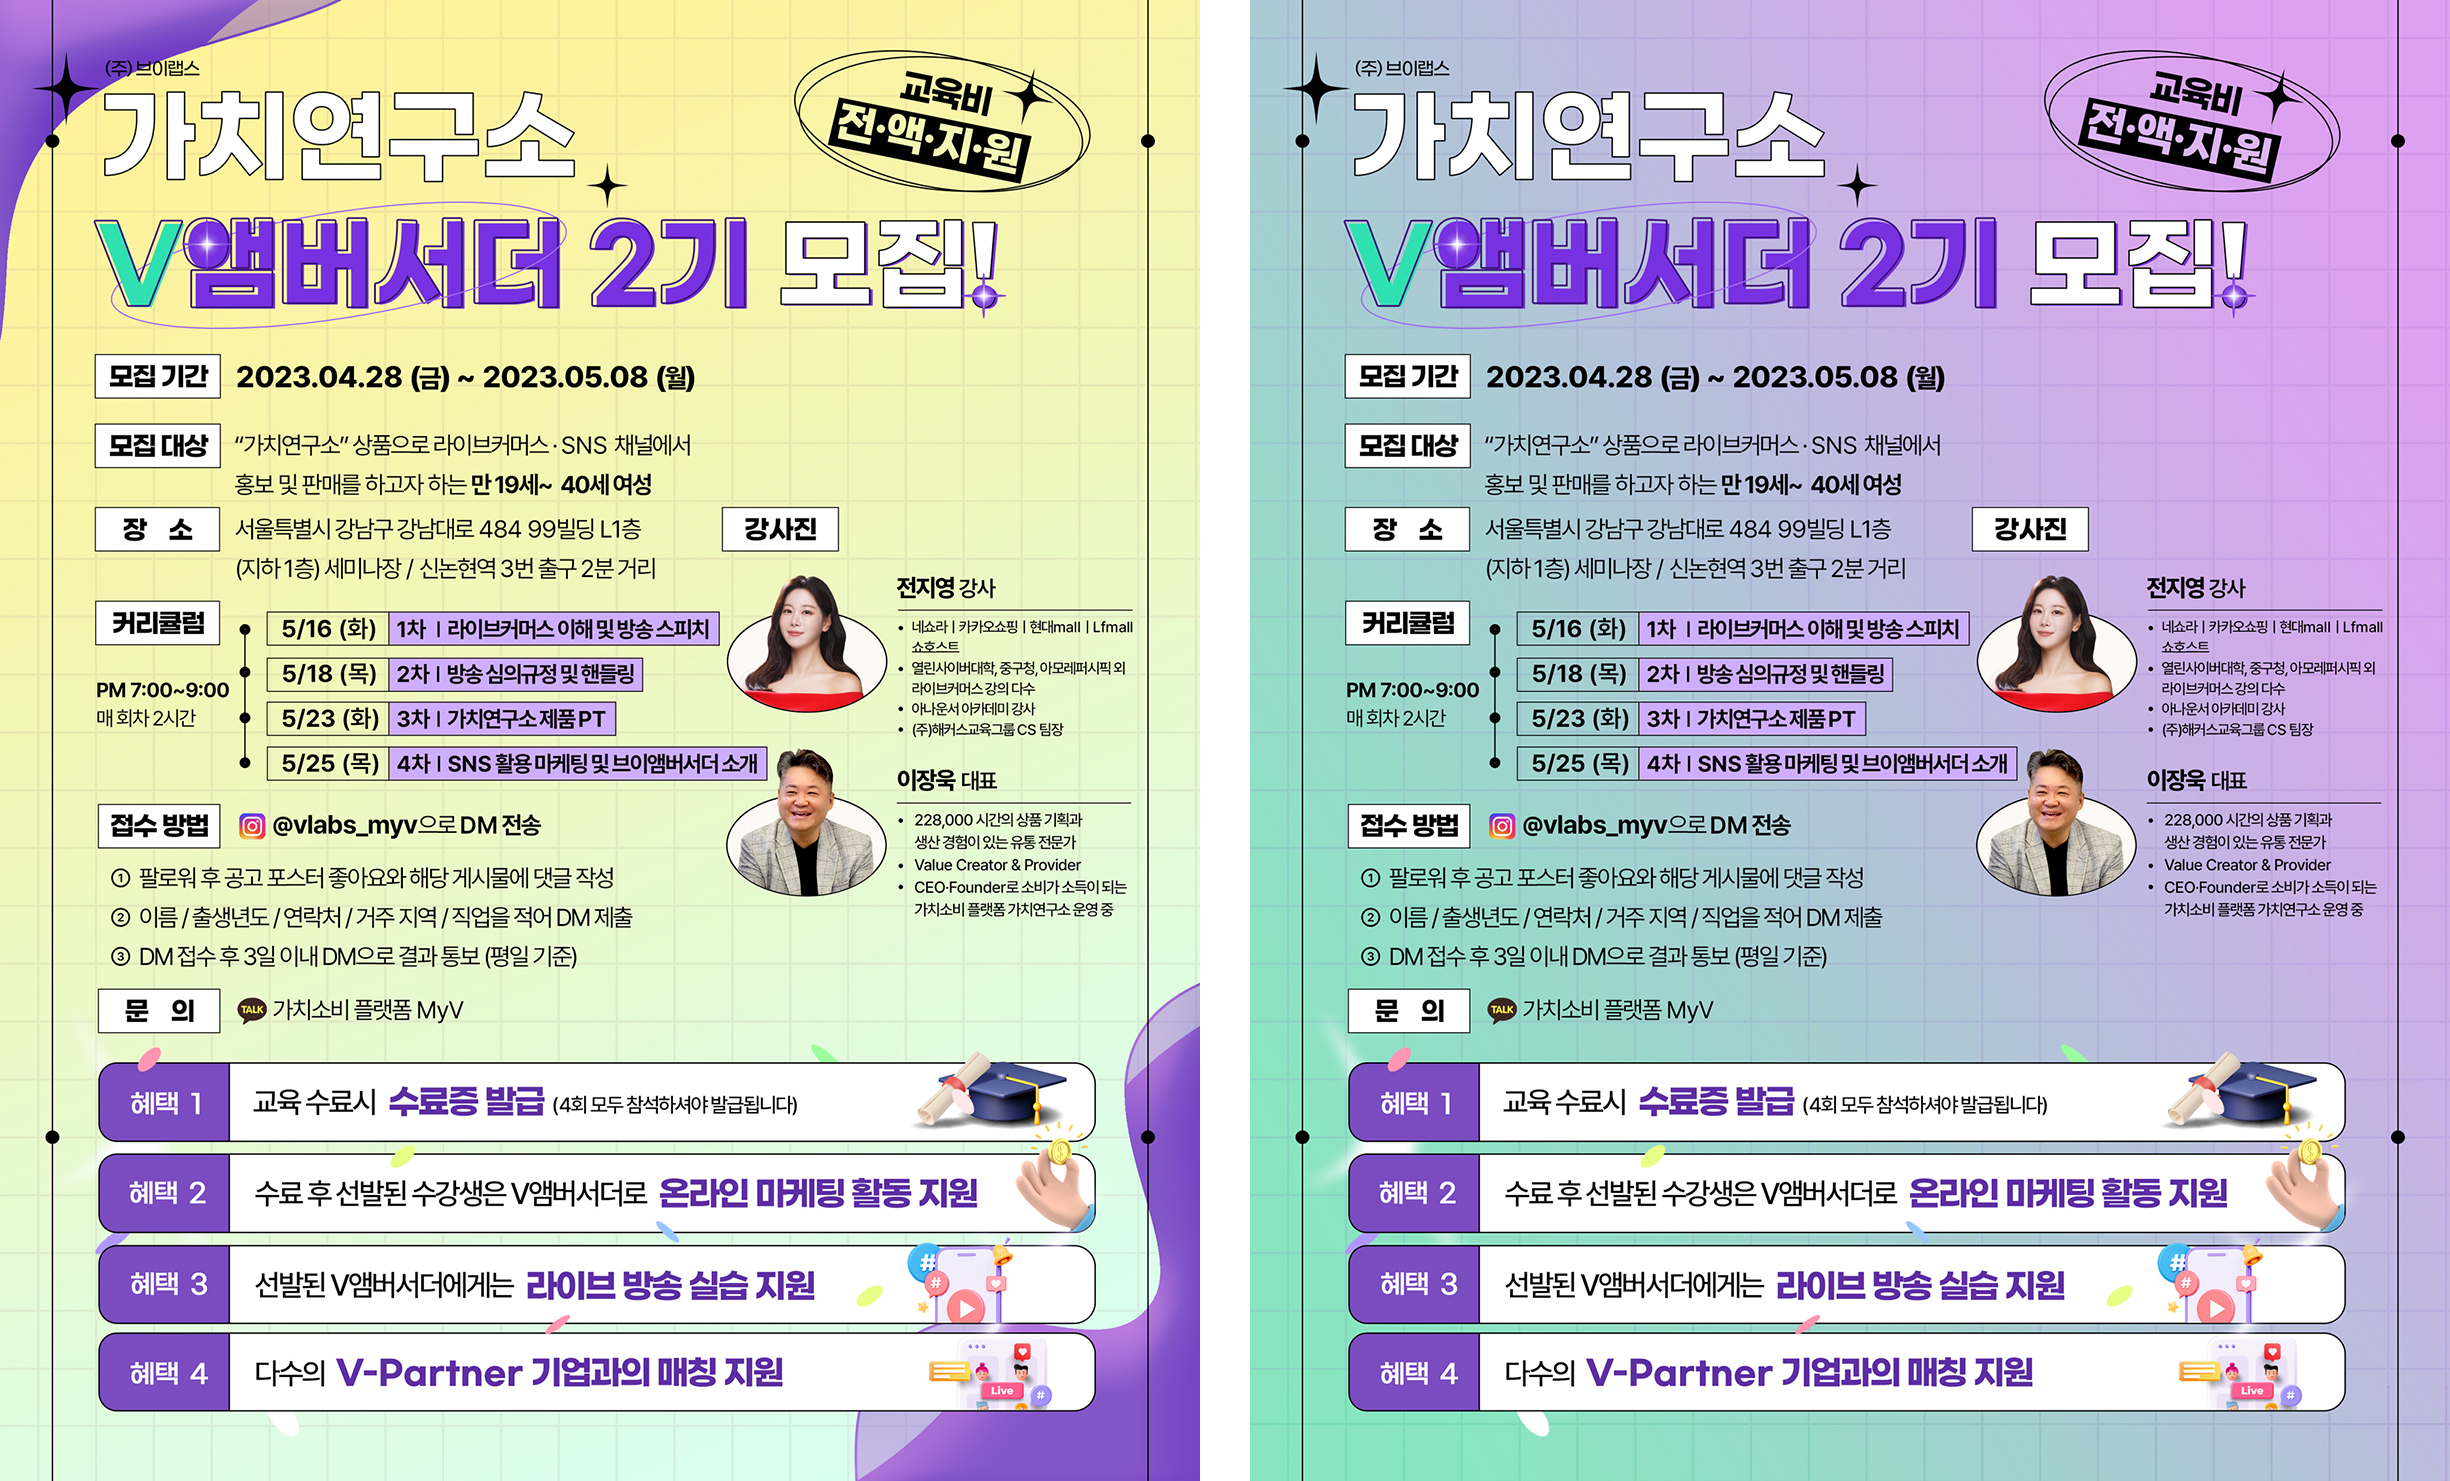 (주) 브이랩스
가치연구소
교육비
전·액·지·원
V앰버서더 2기 모집!
모집 기간 2023.04.28 (금) ~ 2023.05.08 (월)
모집 대상 “가치연구소” 상품으로 라이브커머스 · SNS 채널에서
홍보 및 판매를 하고자 하는 만 19세~ 40세 여성
장 소 서울특별시 강남구 강남대로 484 99빌딩 L1층
(지하 1층) 세미나장 / 신논현역 3번 출구 2분 거리
커리큘럼
PM 7:00~9:00
매 회차 2시간
5/16 (화) 1차 ㅣ라이브커머스 이해 및 방송 스피치
5/18 (목) 2차ㅣ방송 심의규정 및 핸들링
5/23 (화) 3차ㅣ가치연구소 제품 PT
5/25 (목) 4차ㅣSNS 활용 마케팅 및 브이앰버서더 소개
강사진
전지영 강사
• 네쇼라ㅣ카카오쇼핑ㅣ현대mallㅣLfmall
쇼호스트
• 열린사이버대학, 중구청, 아모레퍼시픽 외
라이브커머스 강의 다수
• 아나운서 아카데미 강사
• (주)해커스교육그룹 CS 팀장
이장욱 대표
• 228,000 시간의 상품 기획과
생산 경험이 있는 유통 전문가
• Value Creator & Provider
• CEO·Founder로 소비가 소득이 되는
가치소비 플랫폼 가치연구소 운영 중
접수 방법 @vlabs_myv으로 DM 전송
① 팔로워 후 공고 포스터 좋아요와 해당 게시물에 댓글 작성
② 이름 / 출생년도 / 연락처 / 거주 지역 / 직업을 적어 DM 제출
③ DM 접수 후 3일 이내 DM으로 결과 통보 (평일 기준)
문 의 TALK 가치소비 플랫폼 MyV
혜택 1 교육 수료시 수료증 발급 (4회 모두 참석하셔야 발급됩니다)
혜택 2 수료 후 선발된 수강생은 V앰버서더로 온라인 마케팅 활동 지원
혜택 3 선발된 V앰버서더에게는 라이브 방송 실습 지원
# #
혜택 4 다수의 V-Partner 기업과의 매칭 지원
Live #
(주) 브이랩스
가치연구소
교육비
전·액·지·원
V앰버서더 2기 모집!
모집 기간 2023.04.28 (금) ~ 2023.05.08 (월)
모집 대상 “가치연구소” 상품으로 라이브커머스 · SNS 채널에서
홍보 및 판매를 하고자 하는 만 19세~ 40세 여성
장 소 서울특별시 강남구 강남대로 484 99빌딩 L1층
(지하 1층) 세미나장 / 신논현역 3번 출구 2분 거리
커리큘럼
PM 7:00~9:00
매 회차 2시간
5/16 (화) 1차 ㅣ라이브커머스 이해 및 방송 스피치
5/18 (목) 2차ㅣ방송 심의규정 및 핸들링
5/23 (화) 3차ㅣ가치연구소 제품 PT
5/25 (목) 4차ㅣSNS 활용 마케팅 및 브이앰버서더 소개
강사진
전지영 강사
• 네쇼라ㅣ카카오쇼핑ㅣ현대mallㅣLfmall
쇼호스트
• 열린사이버대학, 중구청, 아모레퍼시픽 외
라이브커머스 강의 다수
• 아나운서 아카데미 강사
• (주)해커스교육그룹 CS 팀장
이장욱 대표
• 228,000 시간의 상품 기획과
생산 경험이 있는 유통 전문가
• Value Creator & Provider
• CEO·Founder로 소비가 소득이 되는
가치소비 플랫폼 가치연구소 운영 중
접수 방법 @vlabs_myv으로 DM 전송
① 팔로워 후 공고 포스터 좋아요와 해당 게시물에 댓글 작성
② 이름 / 출생년도 / 연락처 / 거주 지역 / 직업을 적어 DM 제출
③ DM 접수 후 3일 이내 DM으로 결과 통보 (평일 기준)
문 의 TALK 가치소비 플랫폼 MyV
혜택 1 교육 수료시 수료증 발급 (4회 모두 참석하셔야 발급됩니다)
혜택 2 수료 후 선발된 수강생은 V앰버서더로 온라인 마케팅 활동 지원
혜택 3 선발된 V앰버서더에게는 라이브 방송 실습 지원
# #
혜택 4 다수의 V-Partner 기업과의 매칭 지원
Live #